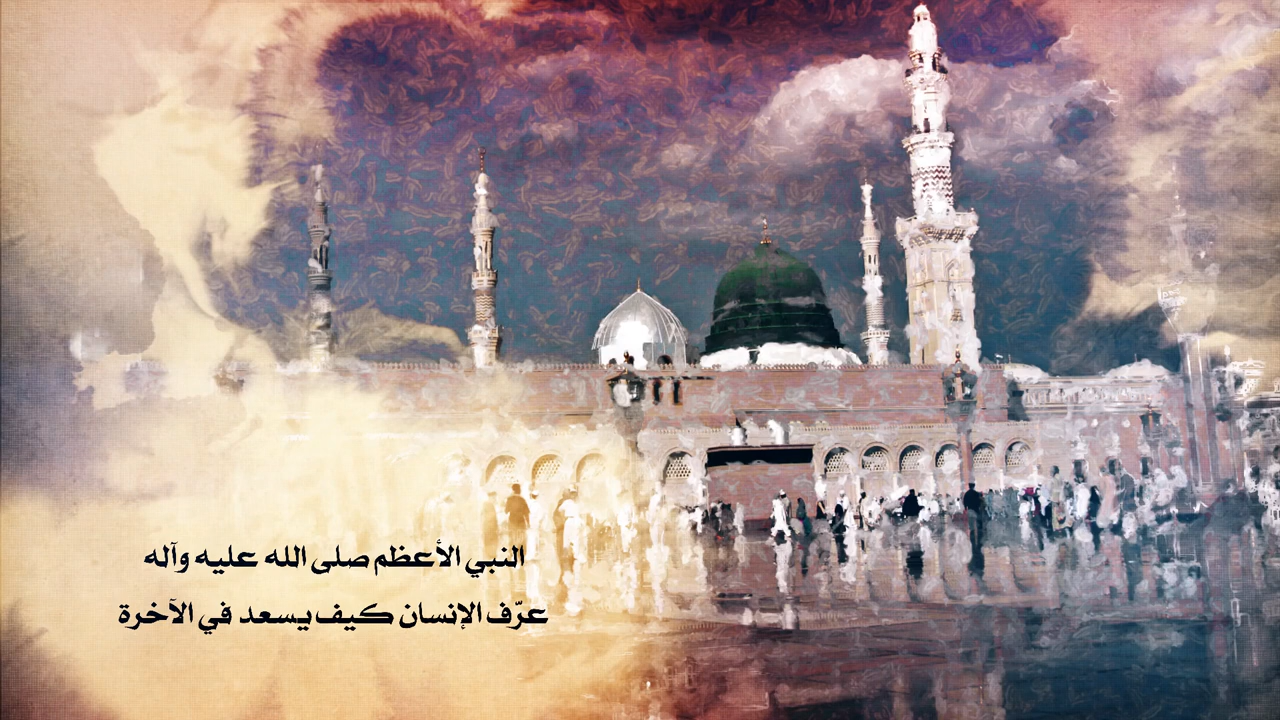 النبي الأعظم صلى الله عليه وآله
عرّف الإنسان كيف يسعد في الآخرة